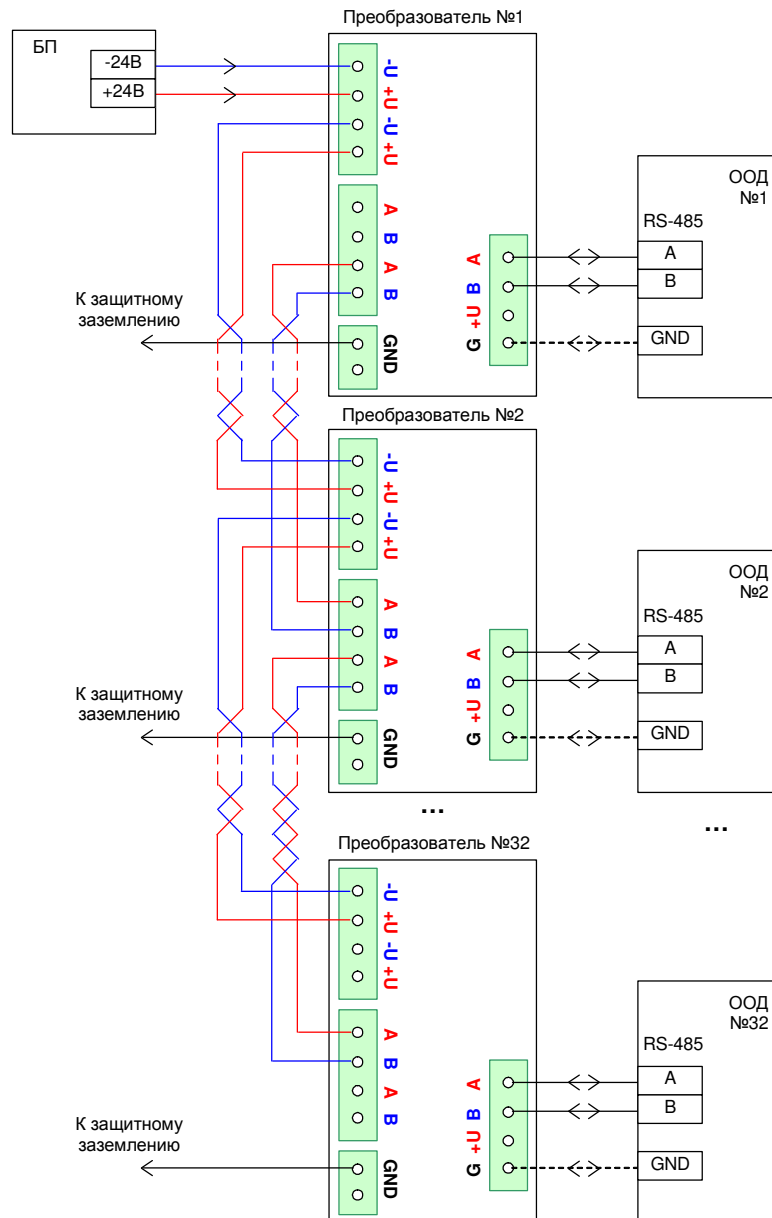 Преобразователь №1
БП
-24В
+24В
-U
+U
-U
+U
A
B
A
B
GND
A
B
+U
G
ООД
№1
RS-485
A
B
GND
К защитному
заземлению
Преобразователь №2
-U
+U
-U
+U
A
B
A
B
GND
A
B
+U
G
ООД
№2
RS-485
A
B
GND
К защитному
заземлению
...
...
Преобразователь №32
-U
+U
-U
+U
A
B
A
B
GND
A
B
+U
G
ООД
№32
RS-485
A
B
GND
К защитному
заземлению